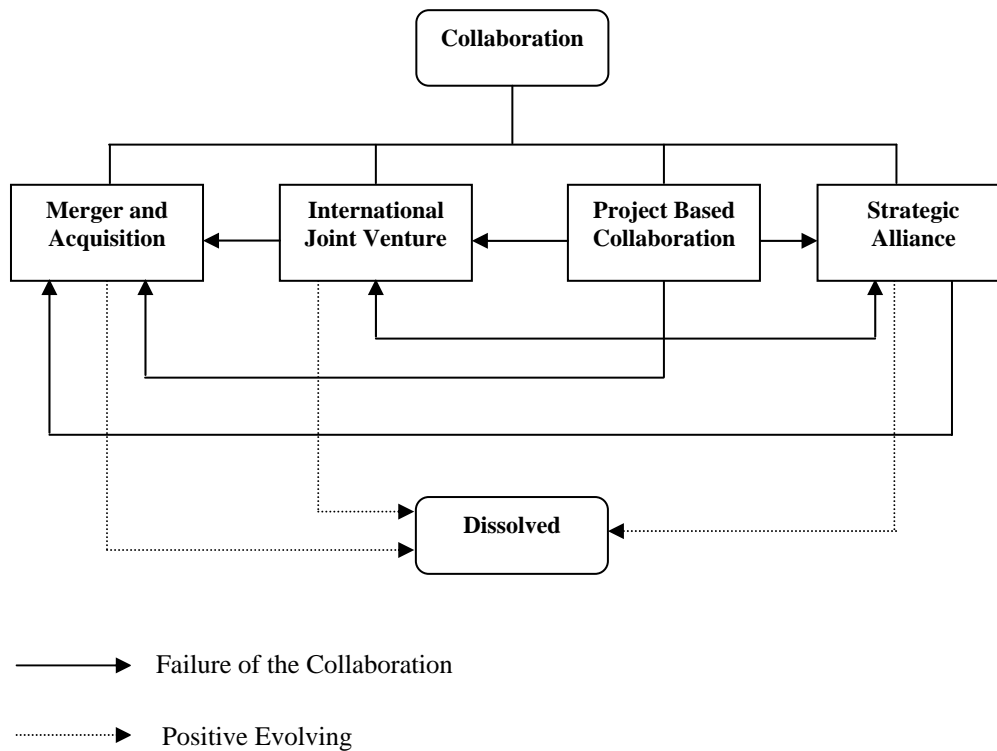 Collaboration
Merger and
Acquisition
International
Joint Venture
Project Based
Collaboration
Strategic
Alliance
Dissolved
Failure of the Collaboration
Positive Evolving